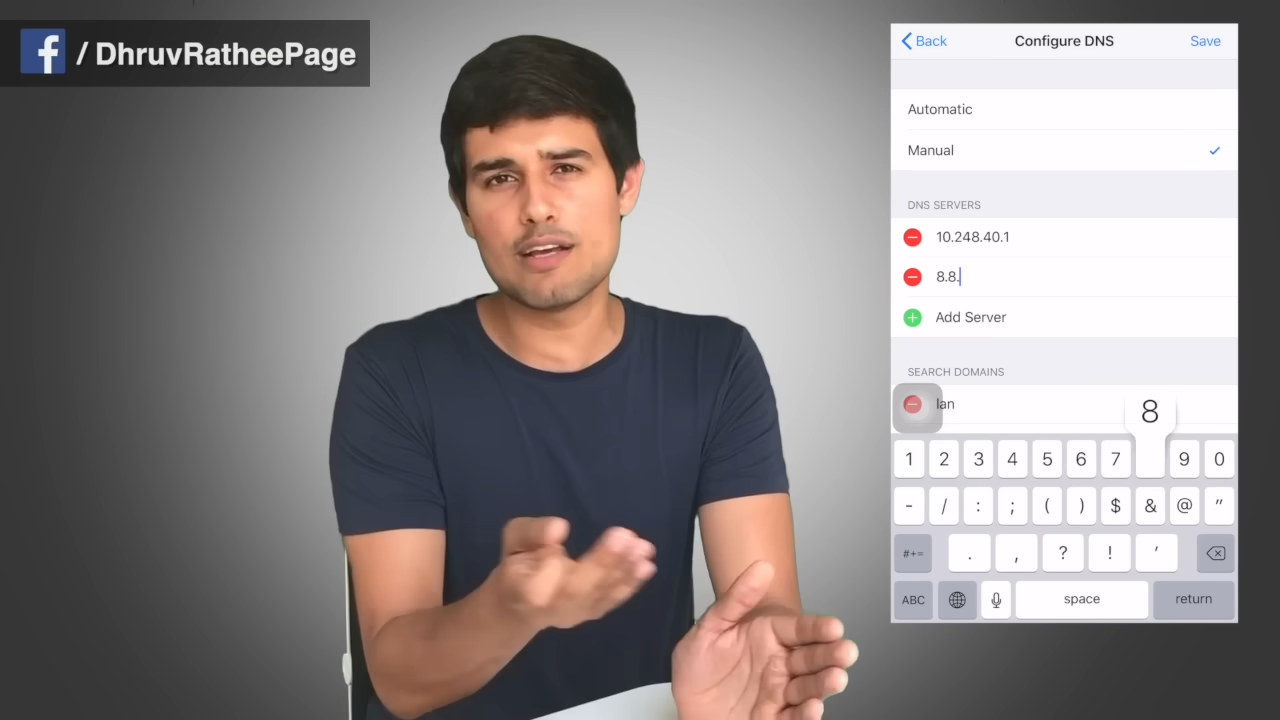 f / DhruvRatheePage
Back Configure DNS Save
Automatic
Manual
DNS SERVERS
10.248.40.1
8.8.
Add Server
SEARCH DOMAINS
lan
8
1 2 3 4 5 6 7 9 0
- / : ; ( ) $ & @ "
#+= . , ? ! ’
ABC space return